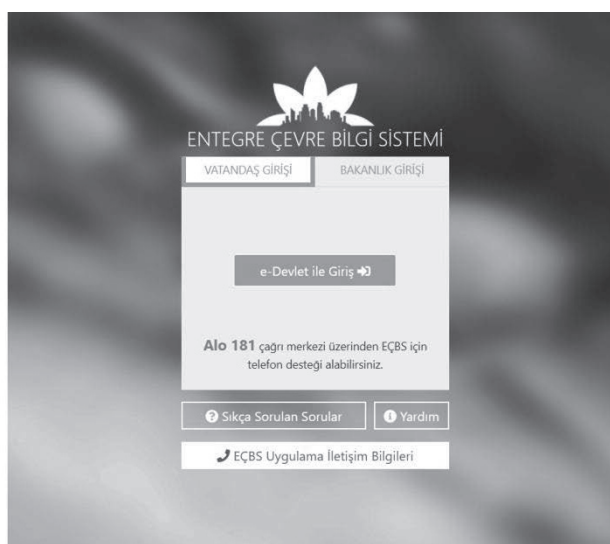 ENTEGRE ÇEVRE BİLGİ SİSTEMİ
VATANDAŞ GİRİŞİ BAKANLIK GİRİŞİ
e-Devlet ile Giriş
Alo 181 çağrı merkezi üzerinden EÇBS için
telefon desteği alabilirsiniz.
Sıkça Sorulan Sorular Yardım
EÇBS Uygulama İletişim Bilgileri